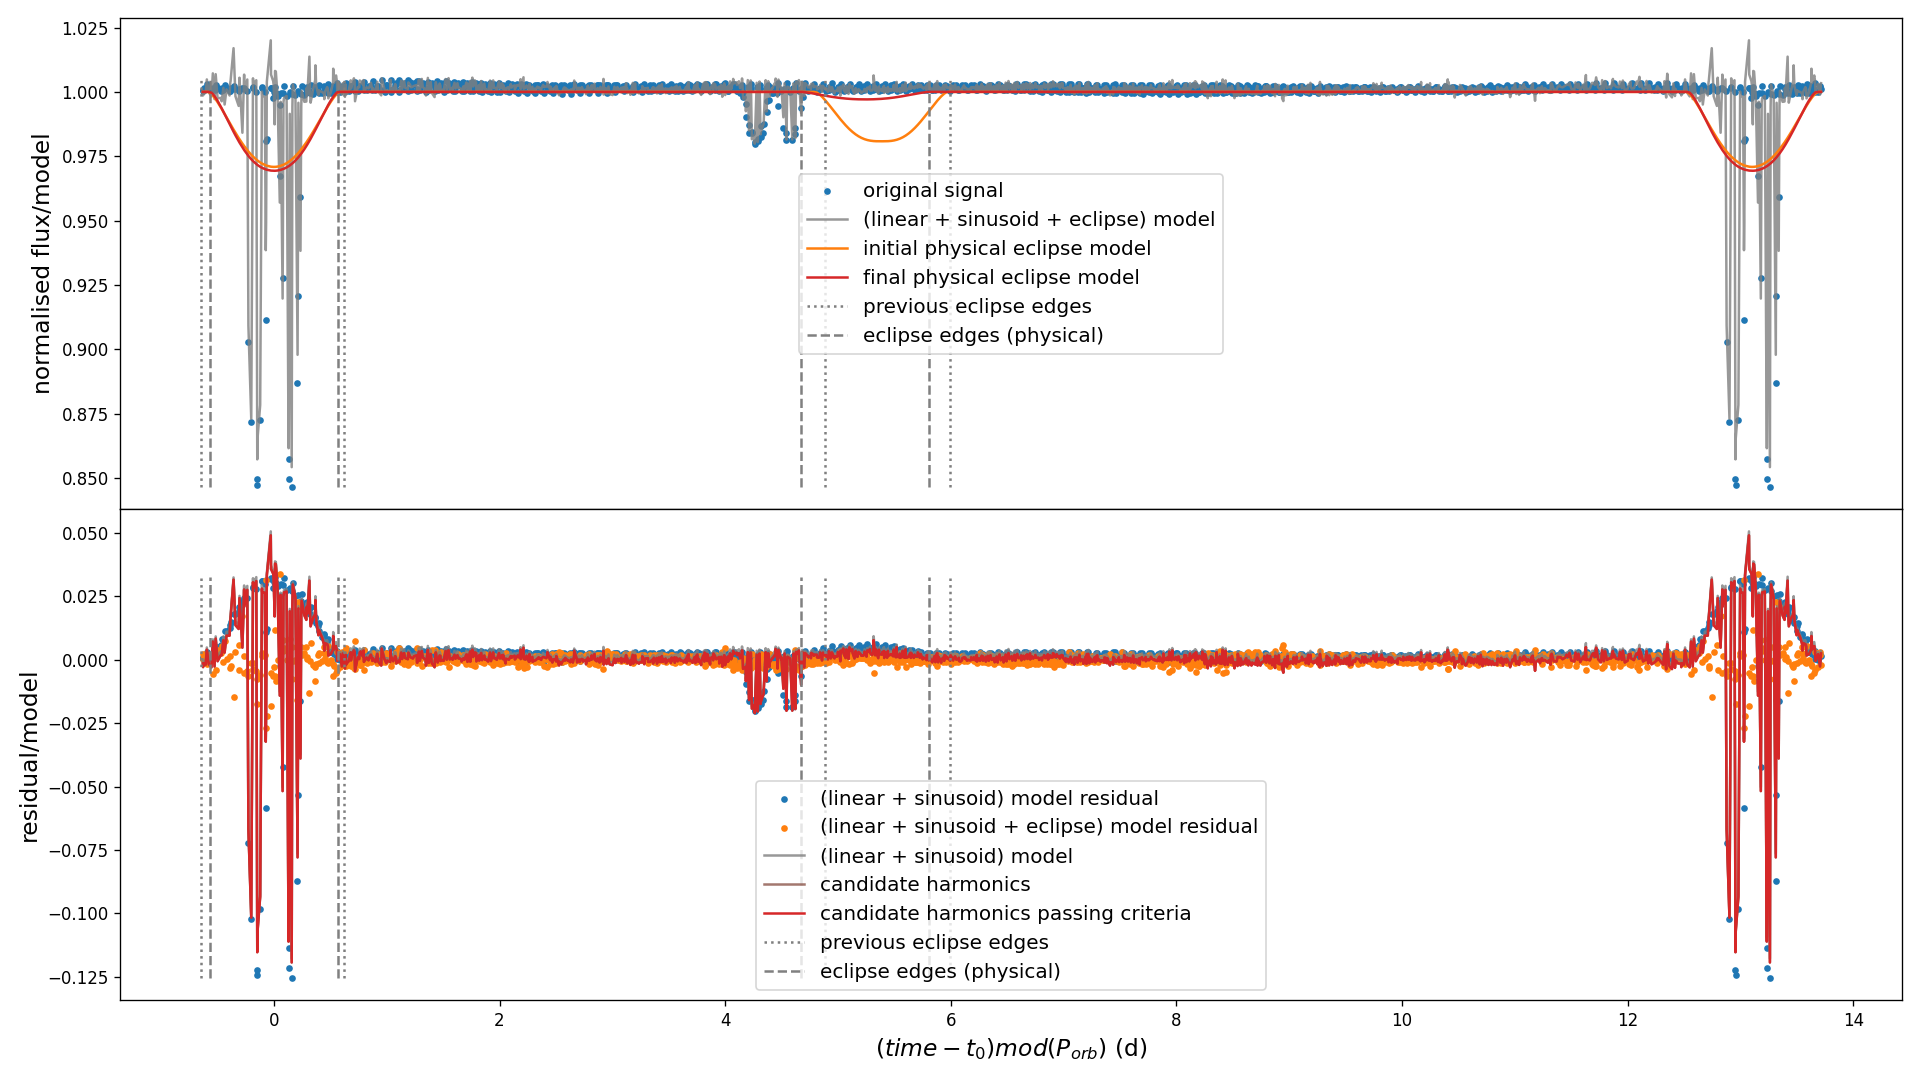 1.025
1.000
0.975
0.950
0.925
0.900
0.875
0.850
normalised flux/model
original signal
(linear + sinusoid + eclipse) model
initial physical eclipse model
final physical eclipse model
previous eclipse edges
eclipse edges (physical)
0.050
0.025
0.000
−0.025
−0.050
−0.075
−0.100
−0.125
residual/model
(linear + sinusoid) model residual
(linear + sinusoid + eclipse) model residual
(linear + sinusoid) model
candidate harmonics
candidate harmonics passing criteria
previous eclipse edges
eclipse edges (physical)
0 2 4 6 8 10 12 14
(time − t₀)mod(Pₒᵣb) (d)